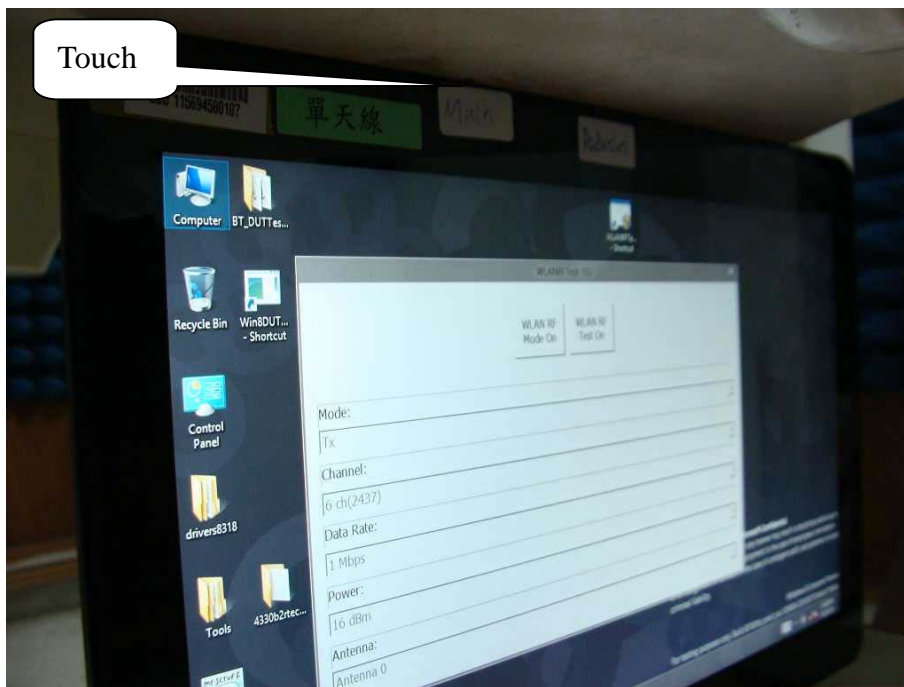 Touch
115694580107
單天線
Main
Computer
BT_DUTTes...
- Shortcut
Recycle Bin
Win8DUT...
- Shortcut
WLAN RF
Mode On
WLAN RF
Test On
Control
Panel
Mode:
Tx
Channel:
6 ch(2437)
drivers8318
Data Rate:
1 Mbps
Power:
16 dBm
Tools
4330b2rtec...
Antenna:
Antenna 0